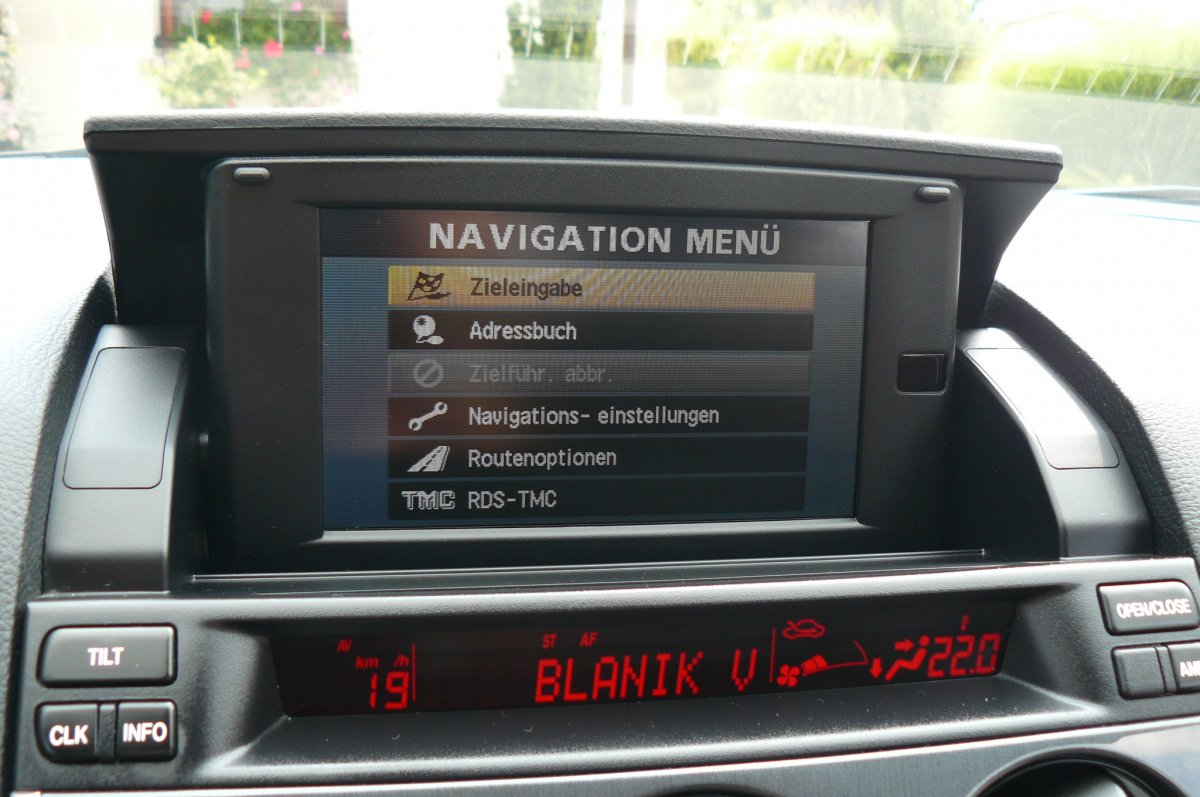 NAVIGATION MENÜ
Zieleingabe
Adressbuch
Zielführ. abbr.
Navigations- einstellungen
Routenoptionen
TMC RDS-TMC
OPEN/CLOSE
TILT
AV
km/h
19
ST AF
BLANIK V
22.0
CLK INFO